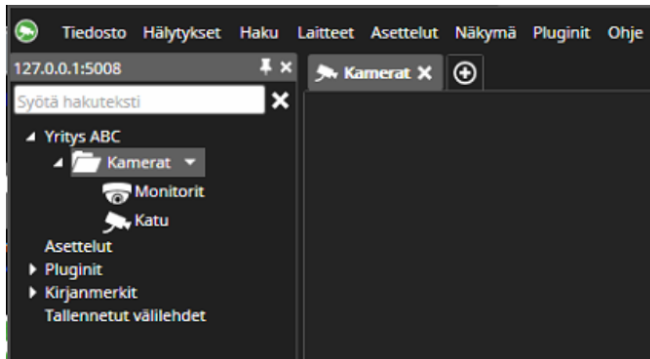 Tiedosto Hälytykset Haku Laitteet Asettelut Näkymä Pluginit Ohje
127.0.0.1:5008
Kamerat
Syötä hakuteksti
Yritys ABC
Kamerat
Monitorit
Katu
Asettelut
Pluginit
Kirjanmerkit
Tallennetut välilehdet